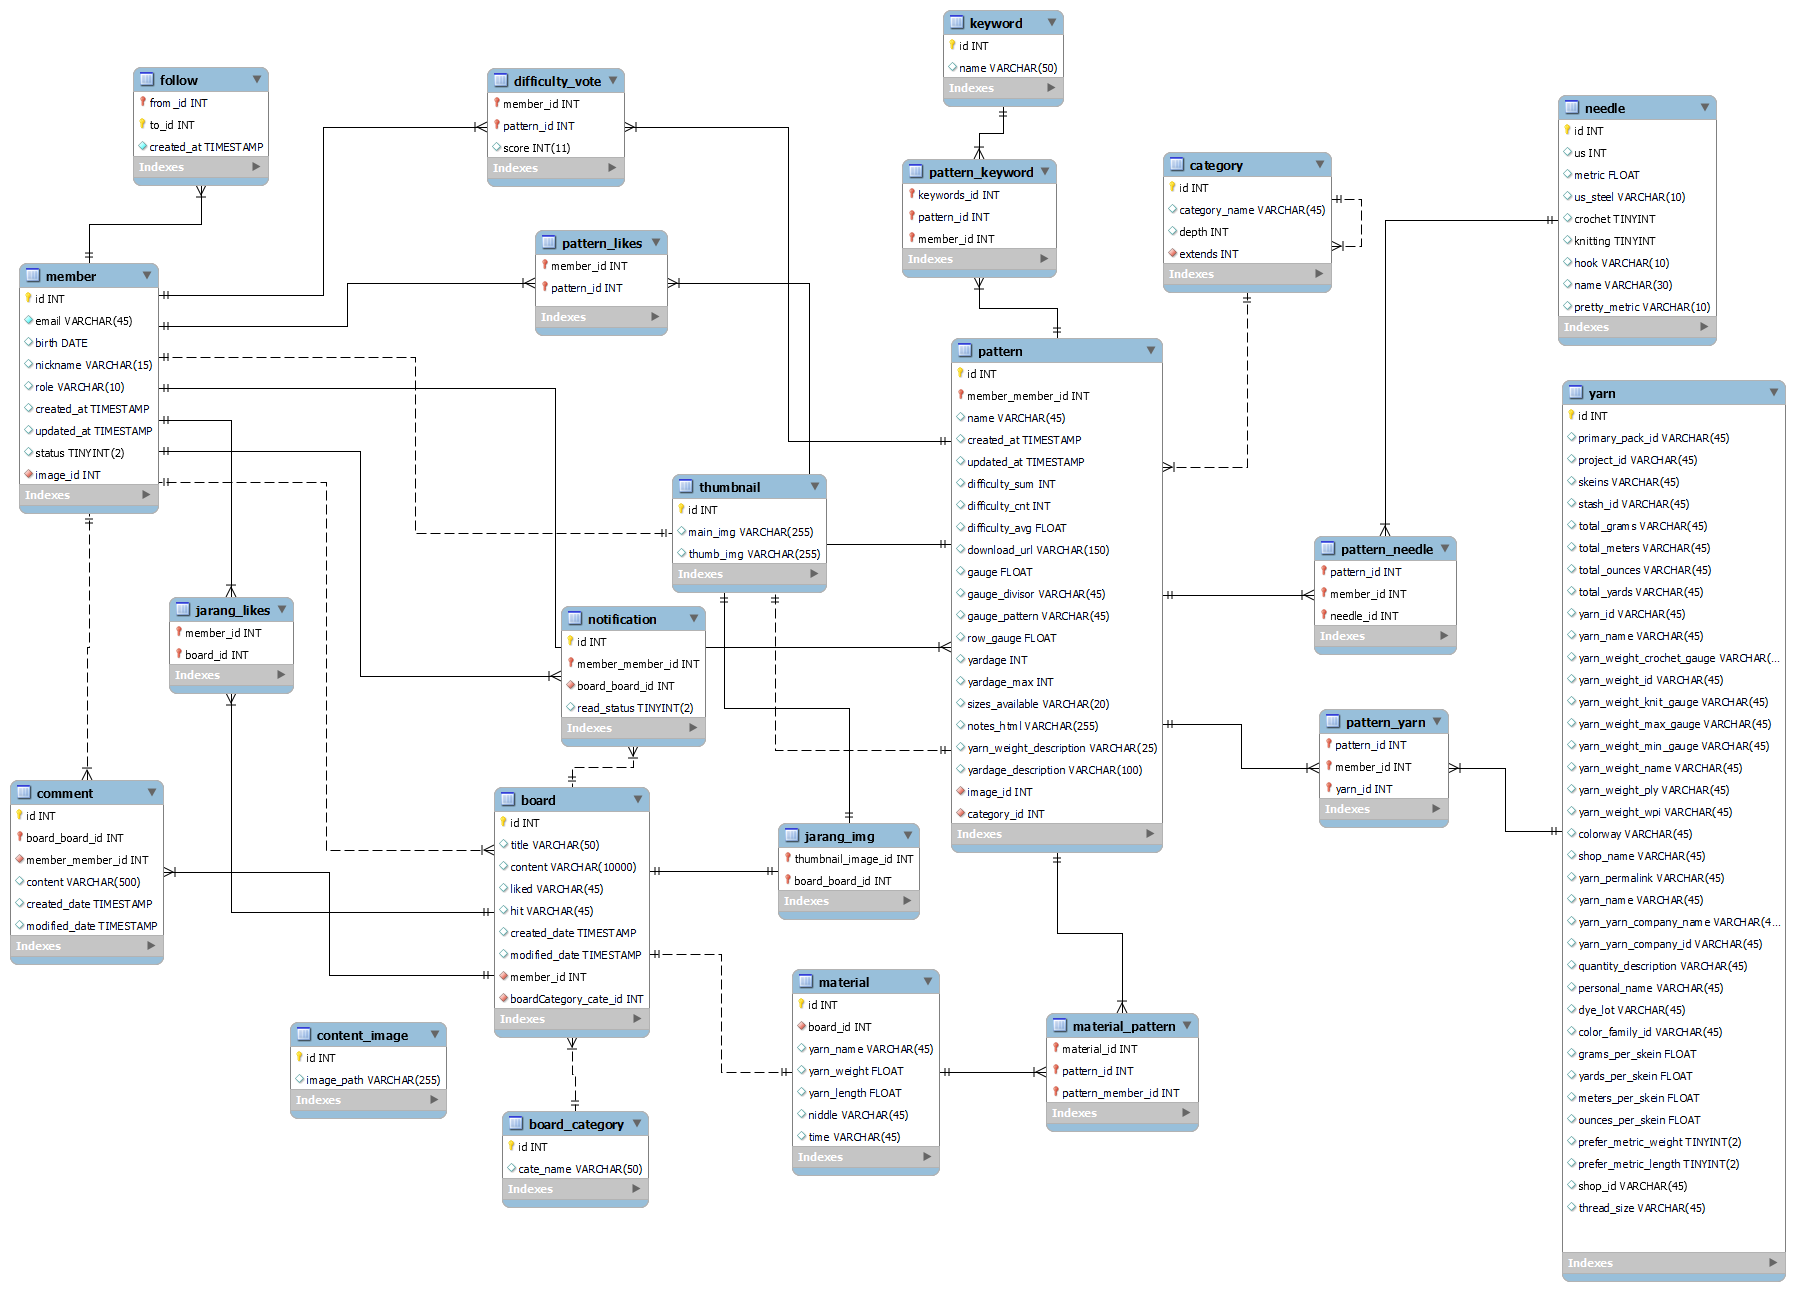 keyword
id INT
name VARCHAR(50)
Indexes
follow
from_id INT
to_id INT
created_at TIMESTAMP
Indexes
difficulty_vote
member_id INT
pattern_id INT
score INT(11)
Indexes
needle
id INT
us INT
metric FLOAT
us_steel VARCHAR(10)
crochet TINYINT
knitting TINYINT
hook VARCHAR(10)
name VARCHAR(30)
pretty_metric VARCHAR(10)
Indexes
pattern_keyword
keywords_id INT
pattern_id INT
member_id INT
Indexes
category
id INT
category_name VARCHAR(45)
depth INT
extends INT
Indexes
pattern_likes
member_id INT
pattern_id INT
Indexes
member
id INT
email VARCHAR(45)
birth DATE
nickname VARCHAR(15)
role VARCHAR(10)
created_at TIMESTAMP
updated_at TIMESTAMP
status TINYINT(2)
image_id INT
Indexes
pattern
id INT
member_member_id INT
name VARCHAR(45)
created_at TIMESTAMP
updated_at TIMESTAMP
difficulty_sum INT
difficulty_cnt INT
difficulty_avg FLOAT
download_url VARCHAR(150)
gauge FLOAT
gauge_divisor VARCHAR(45)
gauge_pattern VARCHAR(45)
row_gauge FLOAT
yardage INT
yardage_max INT
sizes_available VARCHAR(20)
notes_html VARCHAR(255)
yarn_weight_description VARCHAR(25)
yardage_description VARCHAR(100)
image_id INT
category_id INT
Indexes
yarn
id INT
primary_pack_id VARCHAR(45)
project_id VARCHAR(45)
skeins VARCHAR(45)
stash_id VARCHAR(45)
total_grams VARCHAR(45)
total_meters VARCHAR(45)
total_ounces VARCHAR(45)
total_yards VARCHAR(45)
yarn_id VARCHAR(45)
yarn_name VARCHAR(45)
yarn_weight_crochet_gauge VARCHAR(...
yarn_weight_id VARCHAR(45)
yarn_weight_knit_gauge VARCHAR(45)
yarn_weight_max_gauge VARCHAR(45)
yarn_weight_min_gauge VARCHAR(45)
yarn_weight_name VARCHAR(45)
yarn_weight_ply VARCHAR(45)
yarn_weight_wpi VARCHAR(45)
colorway VARCHAR(45)
shop_name VARCHAR(45)
yarn_permalink VARCHAR(45)
yarn_name VARCHAR(45)
yarn_yarn_company_name VARCHAR(4...
yarn_yarn_company_id VARCHAR(45)
quantity_description VARCHAR(45)
personal_name VARCHAR(45)
dye_lot VARCHAR(45)
color_family_id VARCHAR(45)
grams_per_skein FLOAT
yards_per_skein FLOAT
meters_per_skein FLOAT
ounces_per_skein FLOAT
prefer_metric_weight TINYINT(2)
prefer_metric_length TINYINT(2)
shop_id VARCHAR(45)
thread_size VARCHAR(45)
Indexes
thumbnail
id INT
main_img VARCHAR(255)
thumb_img VARCHAR(255)
Indexes
pattern_needle
pattern_id INT
member_id INT
needle_id INT
Indexes
jarang_likes
member_id INT
board_id INT
Indexes
notification
id INT
member_member_id INT
board_board_id INT
read_status TINYINT(2)
Indexes
pattern_yarn
pattern_id INT
member_id INT
yarn_id INT
Indexes
comment
id INT
board_board_id INT
member_member_id INT
content VARCHAR(500)
created_date TIMESTAMP
modified_date TIMESTAMP
Indexes
board
id INT
title VARCHAR(50)
content VARCHAR(10000)
liked VARCHAR(45)
hit VARCHAR(45)
created_date TIMESTAMP
modified_date TIMESTAMP
member_id INT
boardCategory_cate_id INT
Indexes
jarang_img
thumbnail_image_id INT
board_board_id INT
Indexes
material
id INT
board_id INT
yarn_name VARCHAR(45)
yarn_weight FLOAT
yarn_length FLOAT
niddle VARCHAR(45)
time VARCHAR(45)
Indexes
material_pattern
material_id INT
pattern_id INT
pattern_member_id INT
Indexes
content_image
id INT
image_path VARCHAR(255)
Indexes
board_category
id INT
cate_name VARCHAR(50)
Indexes